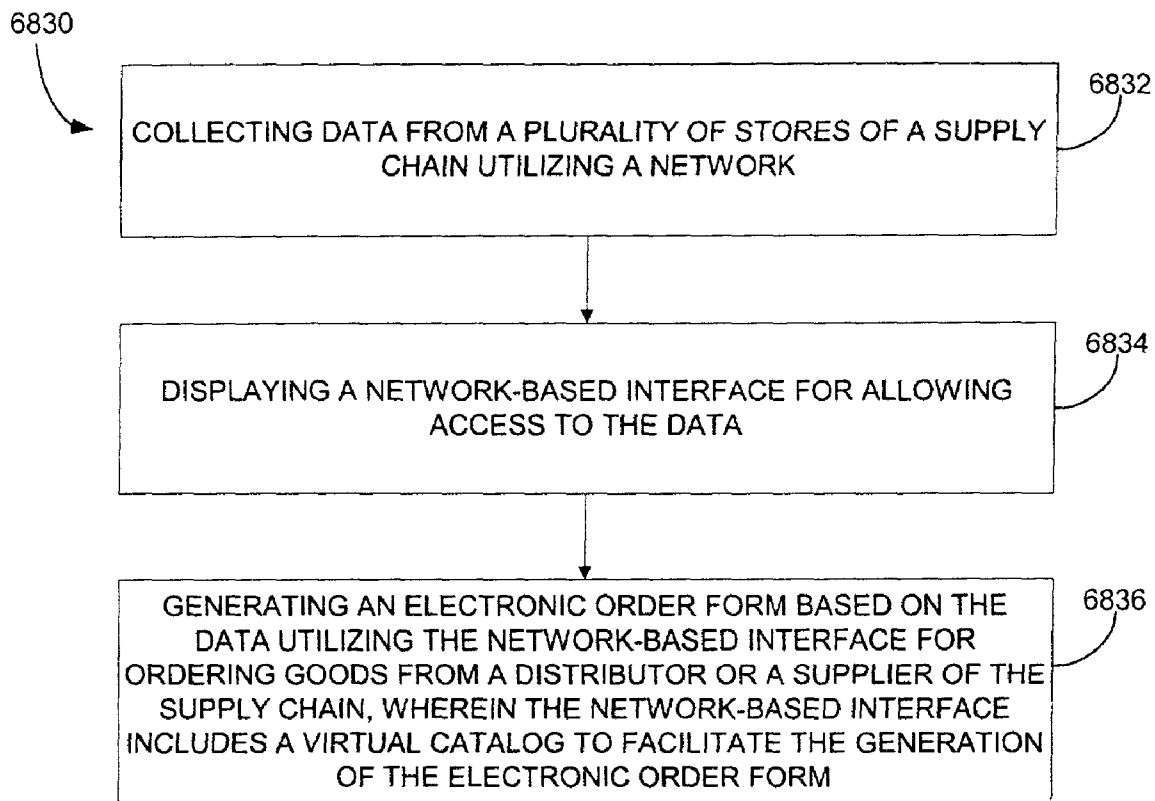 6830
6832
COLLECTING DATA FROM A PLURALITY OF STORES OF A SUPPLY
CHAIN UTILIZING A NETWORK
6834
DISPLAYING A NETWORK-BASED INTERFACE FOR ALLOWING
ACCESS TO THE DATA
6836
GENERATING AN ELECTRONIC ORDER FORM BASED ON THE
DATA UTILIZING THE NETWORK-BASED INTERFACE FOR
ORDERING GOODS FROM A DISTRIBUTOR OR A SUPPLIER OF THE
SUPPLY CHAIN, WHEREIN THE NETWORK-BASED INTERFACE
INCLUDES A VIRTUAL CATALOG TO FACILITATE THE GENERATION
OF THE ELECTRONIC ORDER FORM